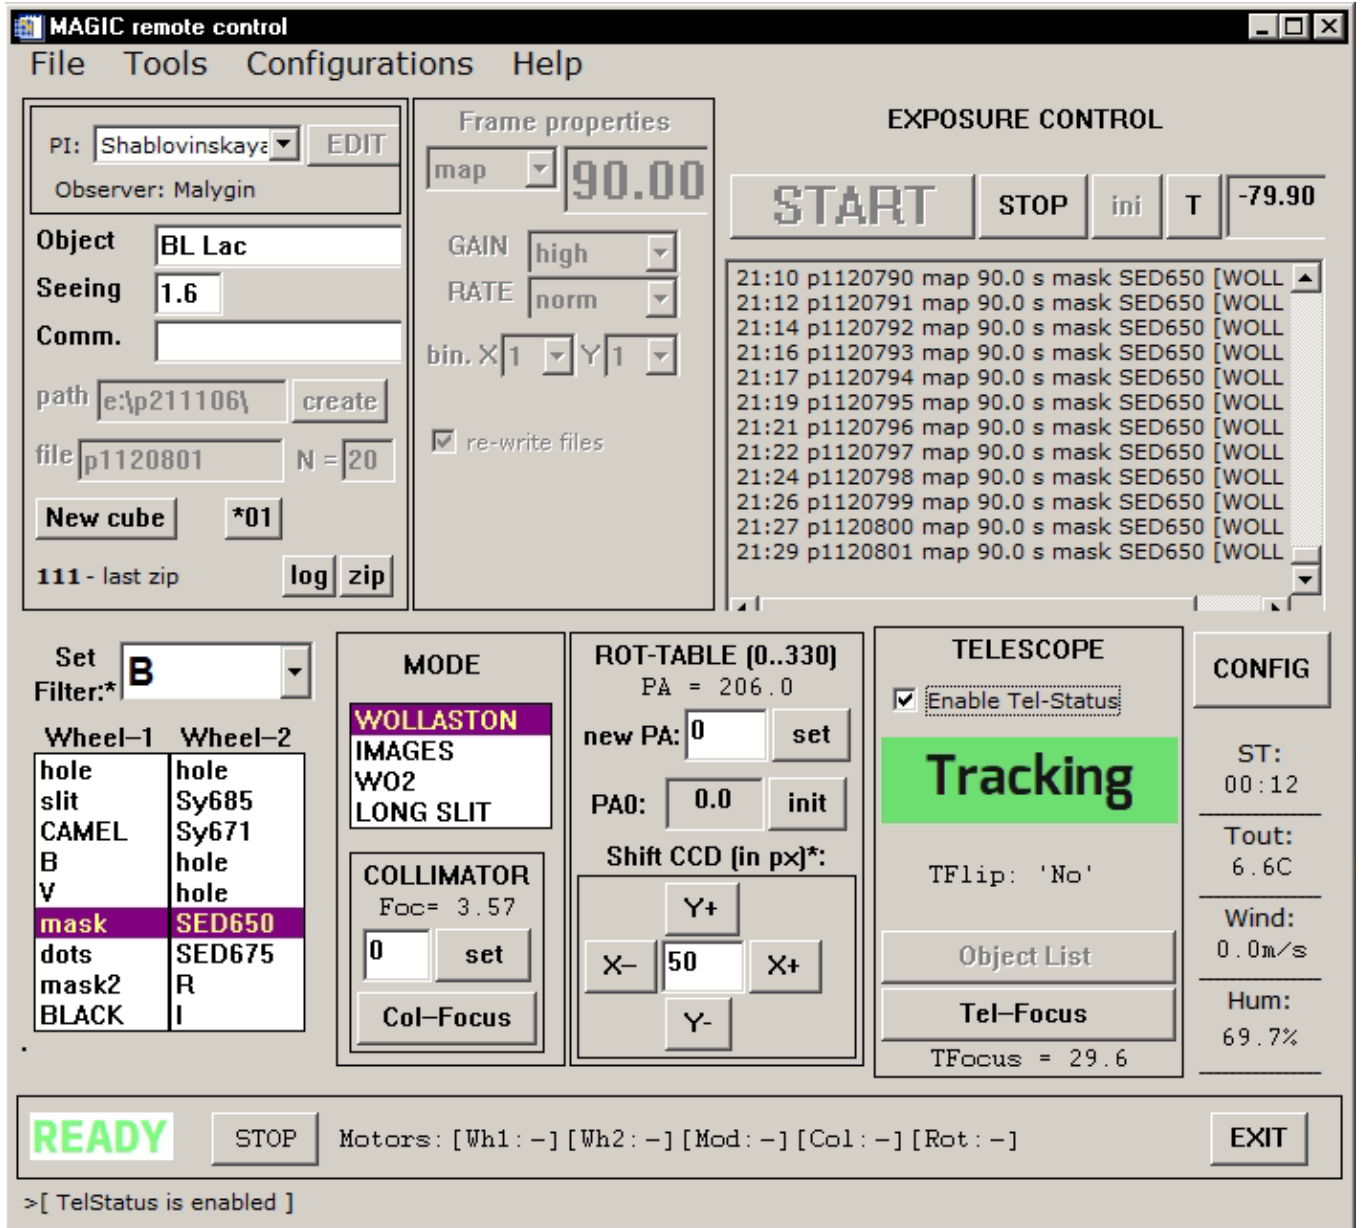 MAGIC remote control
File Tools Configurations Help
PI: Shablovinskaya EDIT
Observer: Malygin
Object BL Lac
Seeing 1.6
Comm.
path e:\p211106\ create
file p1120801 N = 20
New cube *01
111 - last zip log zip
Frame properties
map 90.00
GAIN high
RATE norm
bin. X 1 Y 1
re-write files
EXPOSURE CONTROL
START STOP ini T -79.90
21:10 p1120790 map 90.0 s mask SED650 [WOLL
21:12 p1120791 map 90.0 s mask SED650 [WOLL
21:14 p1120792 map 90.0 s mask SED650 [WOLL
21:16 p1120793 map 90.0 s mask SED650 [WOLL
21:17 p1120794 map 90.0 s mask SED650 [WOLL
21:19 p1120795 map 90.0 s mask SED650 [WOLL
21:21 p1120796 map 90.0 s mask SED650 [WOLL
21:22 p1120797 map 90.0 s mask SED650 [WOLL
21:24 p1120798 map 90.0 s mask SED650 [WOLL
21:26 p1120799 map 90.0 s mask SED650 [WOLL
21:27 p1120800 map 90.0 s mask SED650 [WOLL
21:29 p1120801 map 90.0 s mask SED650 [WOLL
Set
Filter:* B
Wheel-1 Wheel-2
hole hole
slit Sy685
CAMEL Sy671
B hole
V hole
mask SED650
dots SED675
mask2 R
BLACK I
MODE
WOLLASTON
IMAGES
WO2
LONG SLIT
COLLIMATOR
Foc= 3.57
0 set
Col-Focus
ROT-TABLE (0..330)
PA = 206.0
new PA: 0 set
PA0: 0.0 init
Shift CCD (in px)*:
Y+
X- 50 X+
Y-
TELESCOPE
Enable Tel-Status
Tracking
TFlip: 'No'
Object List
Tel-Focus
TFocus = 29.6
CONFIG
ST:
00:12
Tout:
6.6C
Wind:
0.0m/s
Hum:
69.7%
READY STOP Motors:[Wh1:-][Wh2:-][Mod:-][Col:-][Rot:-] EXIT
>[ TelStatus is enabled ]